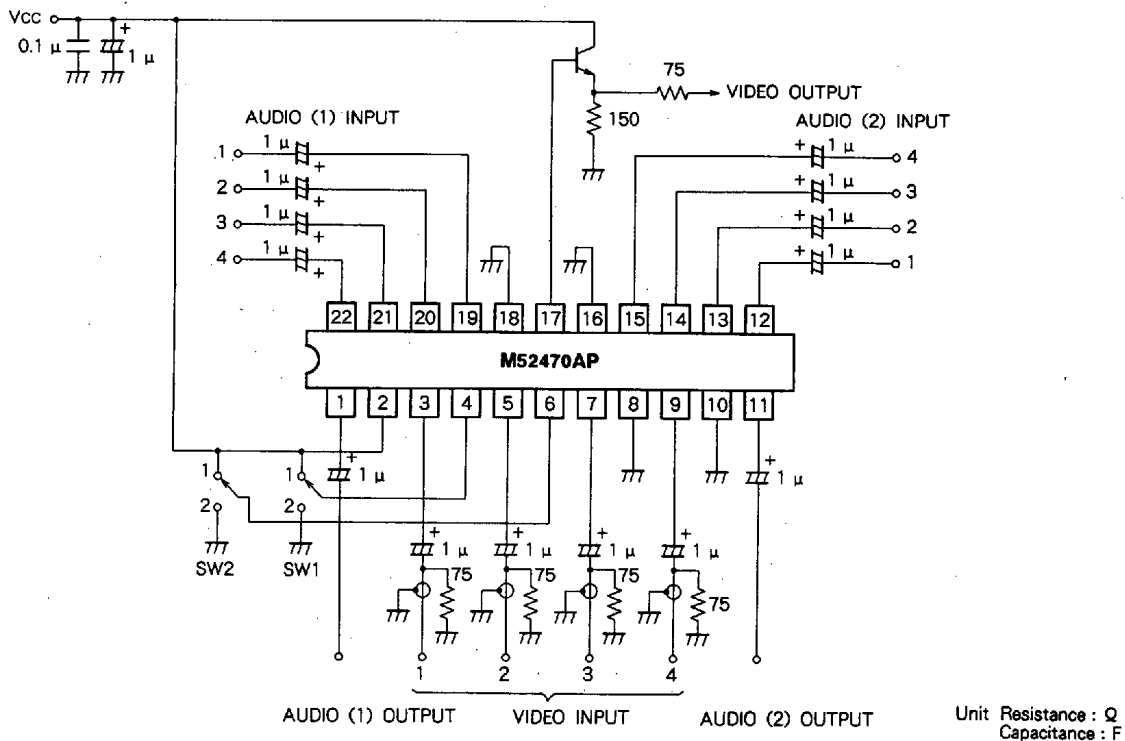 Vcc
0.1 μ
+
1 μ
75
VIDEO OUTPUT
150
AUDIO (1) INPUT
AUDIO (2) INPUT
1 1 μ +
2 1 μ +
3 1 μ +
4 1 μ +
+ 1 μ 4
+ 1 μ 3
+ 1 μ 2
+ 1 μ 1
22 21 20 19 18 17 16 15 14 13 12
M52470AP
1 2 3 4 5 6 7 8 9 10 11
1 1 + 1 μ + 1 μ
2 2
SW2 SW1
+ 1 μ + 1 μ + 1 μ + 1 μ
75 75 75 75
1 2 3 4
AUDIO (1) OUTPUT VIDEO INPUT AUDIO (2) OUTPUT
Unit Resistance : Ω
Capacitance : F